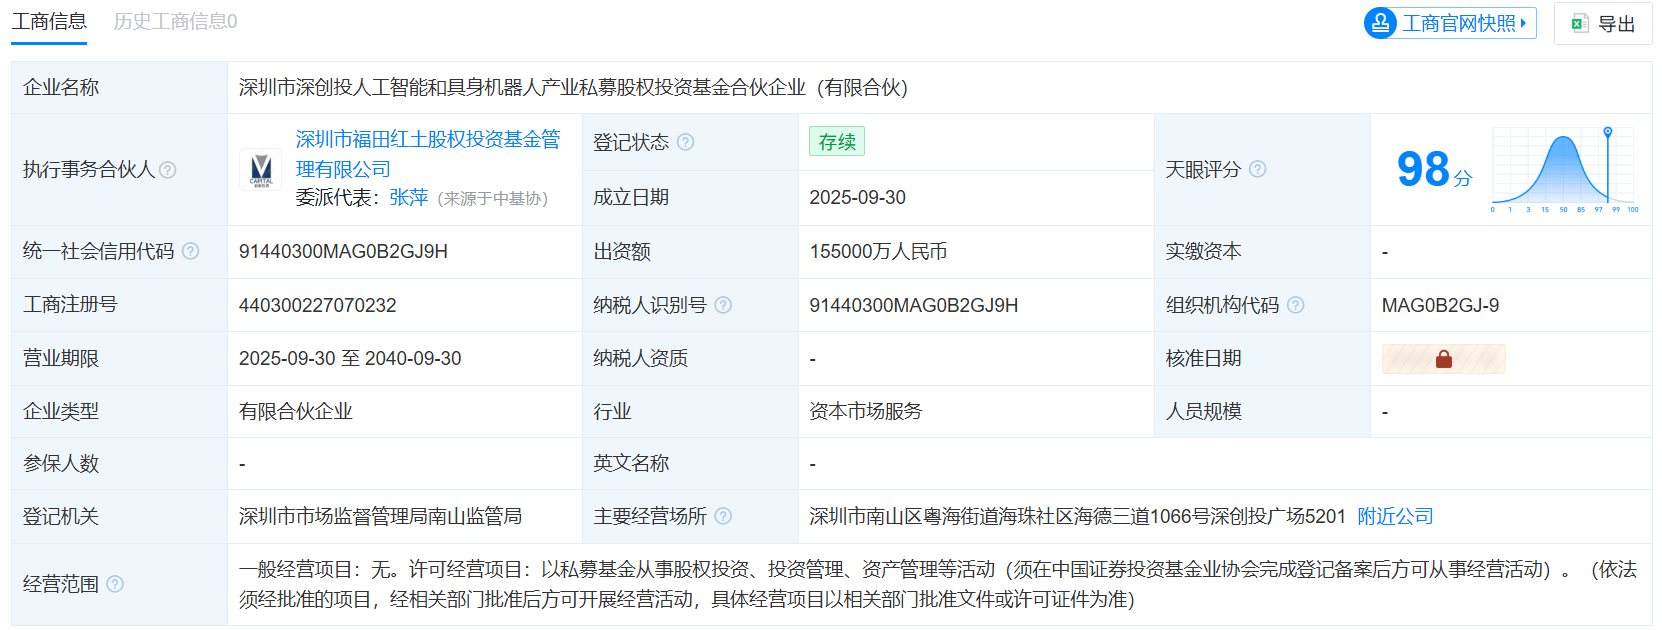 工商信息 历史工商信息0 工商官网快照 导出
企业名称 深圳市深创投人工智能和具身机器人产业私募股权投资基金合伙企业（有限合伙）
执行事务合伙人 深圳市福田红土股权投资基金管
理有限公司
委派代表：张萍（来源于中基协）
CAPITAL
登记状态 存续
成立日期 2025-09-30
天眼评分 98分
0 1 3 15 50 85 97 99 100
统一社会信用代码 91440300MAG0B2GJ9H 出资额 155000万人民币 实缴资本 -
工商注册号 440300227070232 纳税人识别号 91440300MAG0B2GJ9H 组织机构代码 MAG0B2GJ-9
营业期限 2025-09-30 至 2040-09-30 纳税人资质 - 核准日期
企业类型 有限合伙企业 行业 资本市场服务 人员规模 -
参保人数 - 英文名称 -
登记机关 深圳市市场监督管理局南山监管局 主要经营场所 深圳市南山区粤海街道海珠社区海德三道1066号深创投广场5201 附近公司
经营范围 一般经营项目：无。许可经营项目：以私募基金从事股权投资、投资管理、资产管理等活动（须在中国证券投资基金业协会完成登记备案后方可从事经营活动）。（依法
须经批准的项目，经相关部门批准后方可开展经营活动，具体经营项目以相关部门批准文件或许可证件为准）